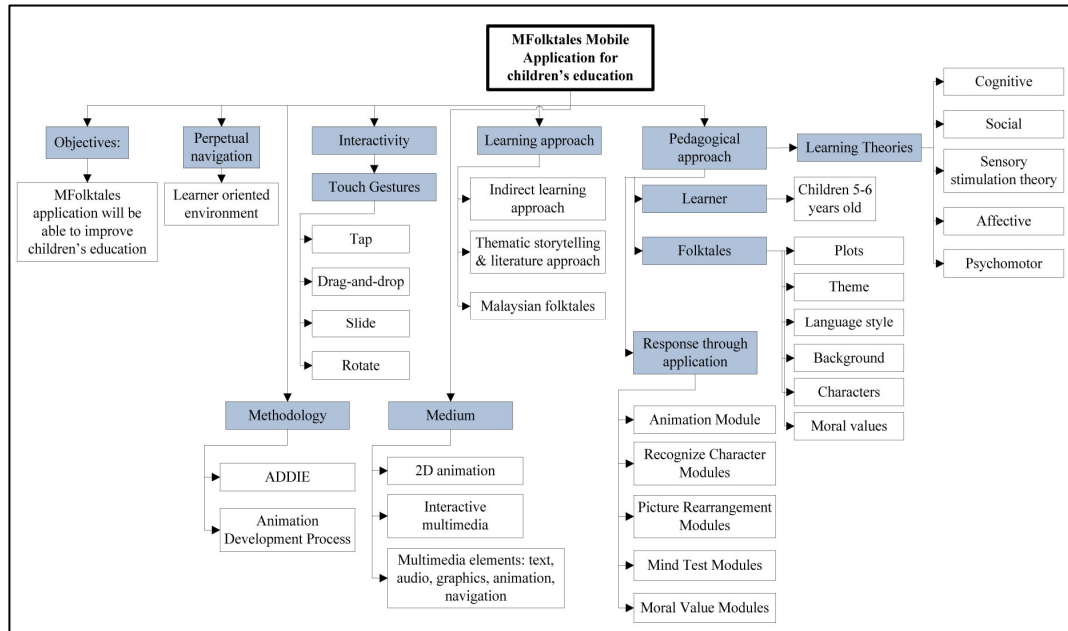 MFolktales Mobile
Application for
children's education
Objectives:
MFolktales
application will be
able to improve
children's education
Perpetual
navigation
Learner oriented
environment
Interactivity
Touch Gestures
Tap
Drag-and-drop
Slide
Rotate
Learning approach
Indirect learning
approach
Thematic storytelling
& literature approach
Malaysian folktales
Pedagogical
approach
Learning Theories
Cognitive
Social
Sensory
stimulation theory
Affective
Psychomotor
Learner
Children 5-6
years old
Folktales
Plots
Theme
Language style
Background
Characters
Moral values
Response through
application
Animation Module
Recognize Character
Modules
Picture Rearrangement
Modules
Mind Test Modules
Moral Value Modules
Methodology
ADDIE
Animation
Development Process
Medium
2D animation
Interactive
multimedia
Multimedia elements: text,
audio, graphics, animation,
navigation